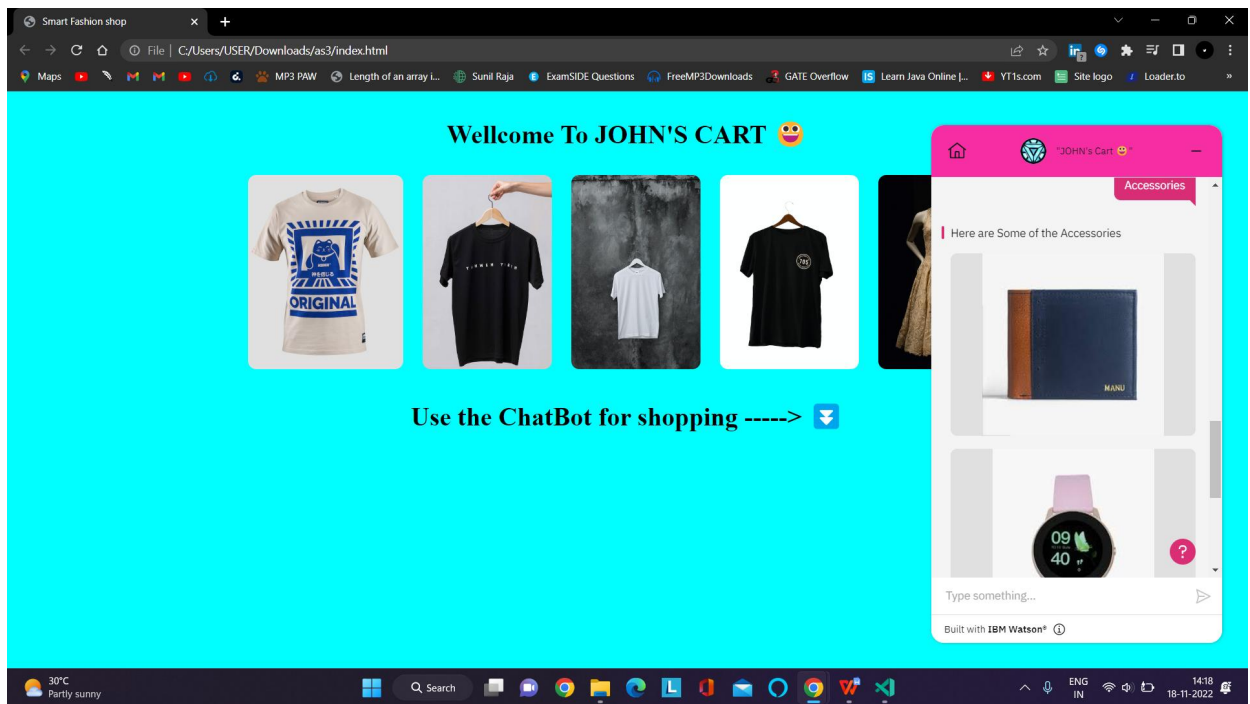 Smart Fashion shop
File | C:/Users/USER/Downloads/as3/index.html
Maps MP3 PAW Length of an array i... Sunil Raja ExamSIDE Questions FreeMP3Downloads GATE Overflow IS Learn Java Online |... YT1s.com Site logo Loader.to »
Wellcome To JOHN'S CART 😀
"JOHN's Cart 😀"
Accessories
Here are Some of the Accessories
ORIGINAL
MANU
Use the ChatBot for shopping -----> ⏬
09
40
?
Type something...
Built with IBM Watson®
30°C
Partly sunny
Search
ENG
IN
14:18
18-11-2022